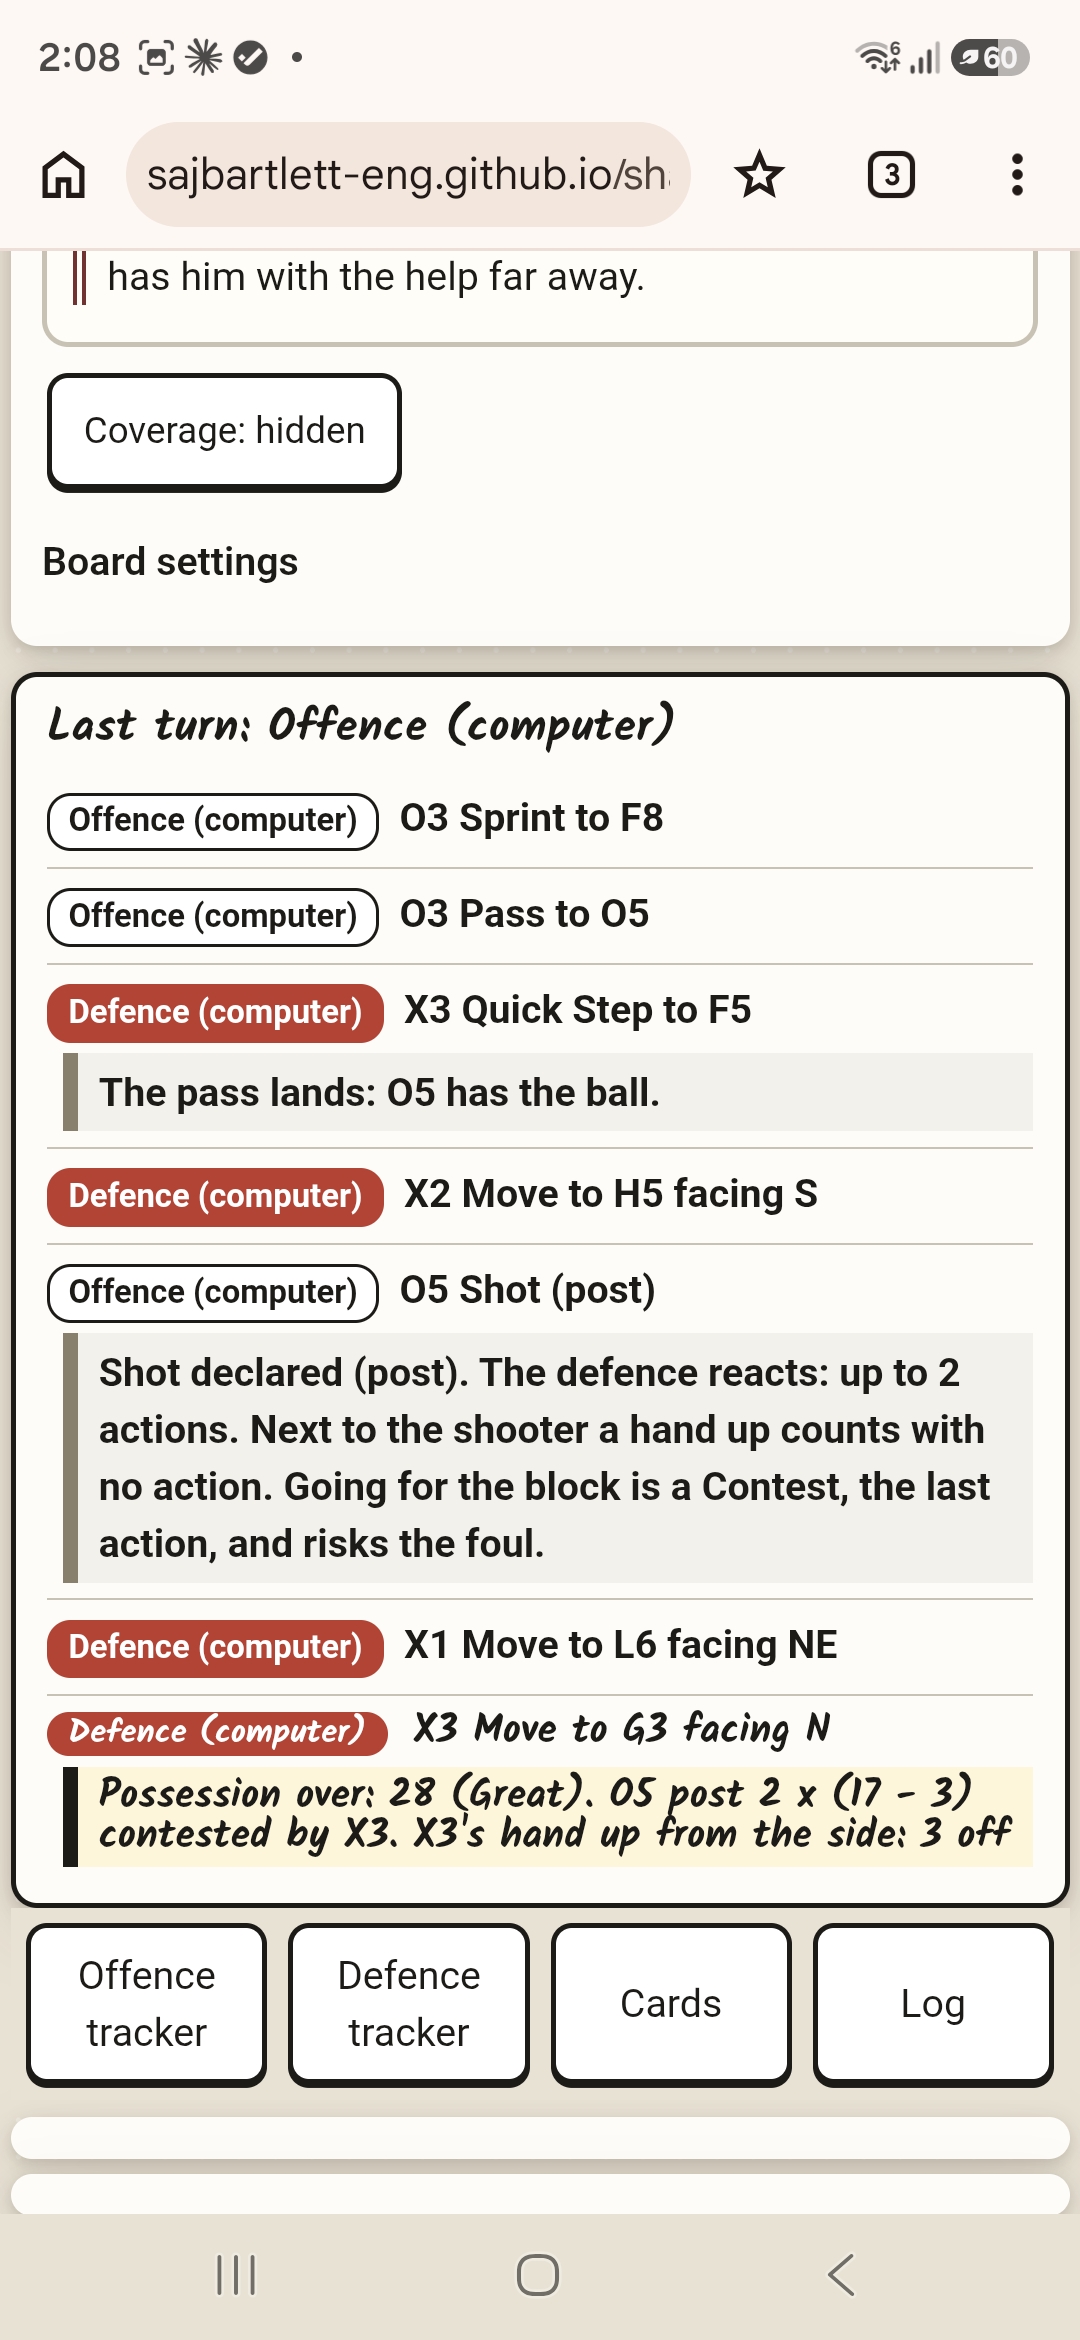 2:08
6
60
sajbartlett-eng.github.io/sh
3
has him with the help far away.
Coverage: hidden
Board settings
Last turn: Offence (computer)
Offence (computer) O3 Sprint to F8
Offence (computer) O3 Pass to O5
Defence (computer) X3 Quick Step to F5
The pass lands: O5 has the ball.
Defence (computer) X2 Move to H5 facing S
Offence (computer) O5 Shot (post)
Shot declared (post). The defence reacts: up to 2
actions. Next to the shooter a hand up counts with
no action. Going for the block is a Contest, the last
action, and risks the foul.
Defence (computer) X1 Move to L6 facing NE
Defence (computer) X3 Move to G3 facing N
Possession over: 28 (Great). O5 post 2 x (17 - 3)
contested by X3. X3's hand up from the side: 3 off
Offence
tracker
Defence
tracker
Cards
Log